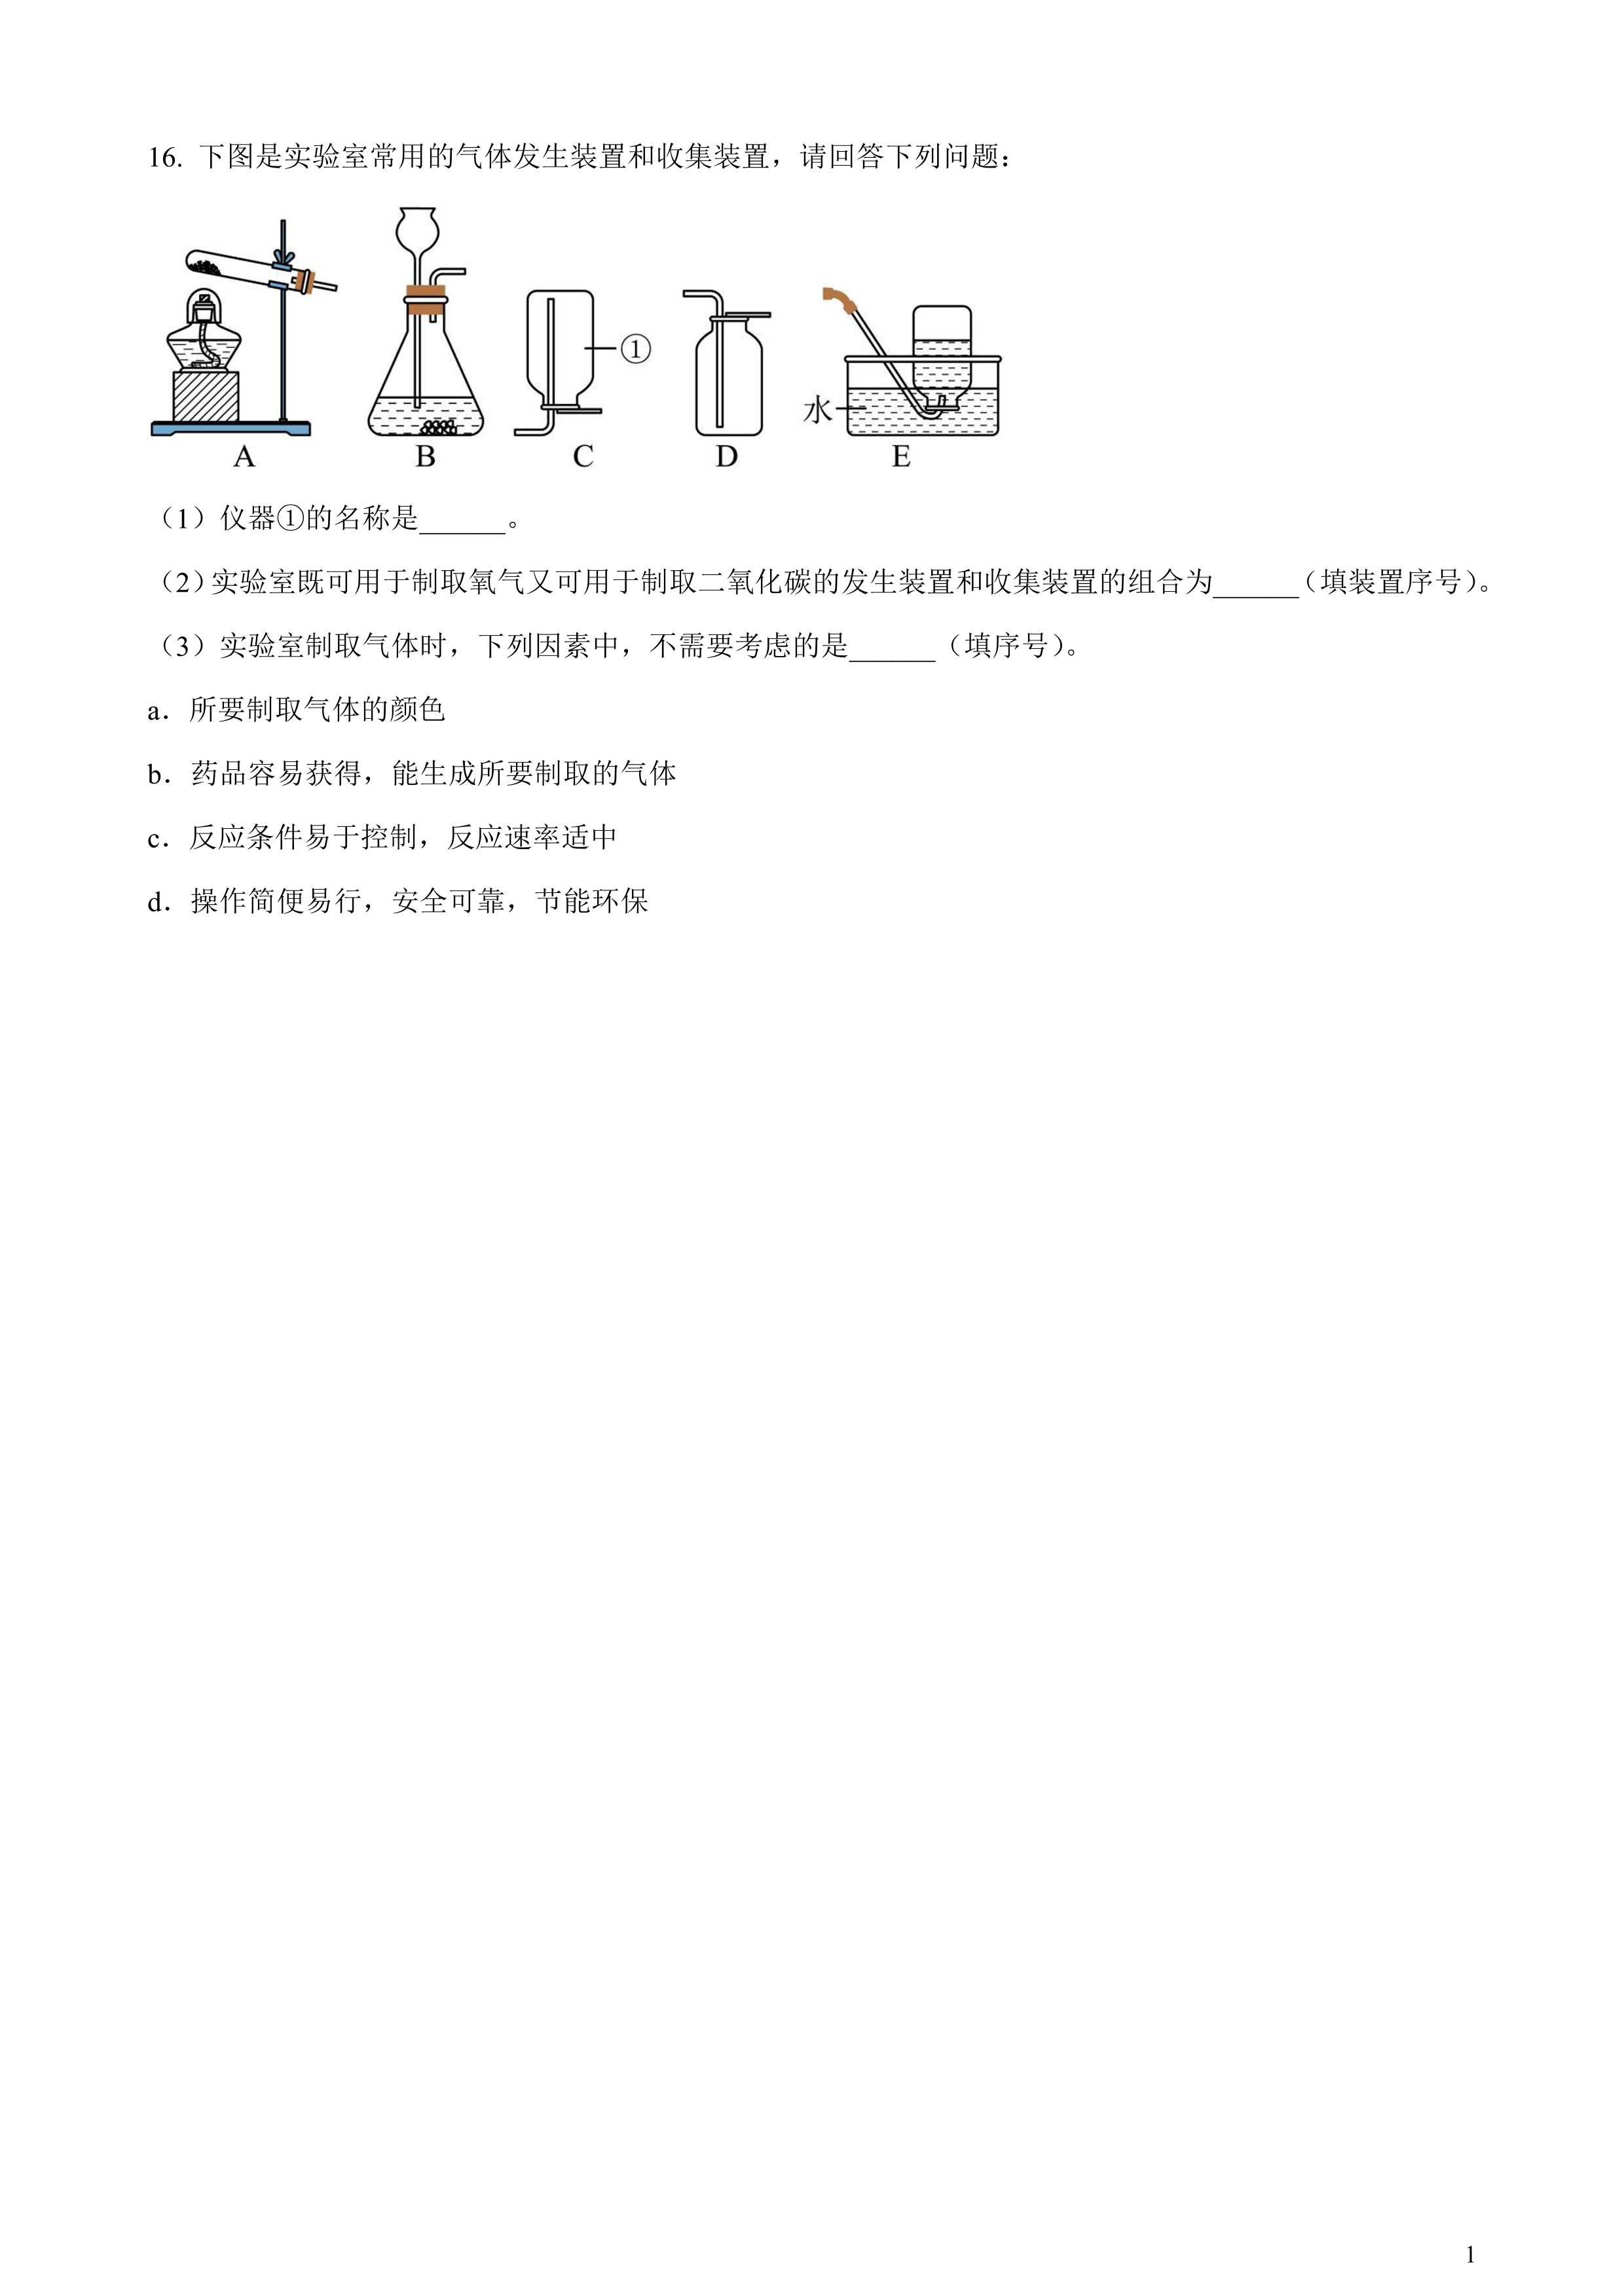 16. 下图是实验室常用的气体发生装置和收集装置，请回答下列问题：
①
水
A B C D E
（1）仪器①的名称是______。
（2）实验室既可用于制取氧气又可用于制取二氧化碳的发生装置和收集装置的组合为______（填装置序号）。
（3）实验室制取气体时，下列因素中，不需要考虑的是______（填序号）。
a．所要制取气体的颜色
b．药品容易获得，能生成所要制取的气体
c．反应条件易于控制，反应速率适中
d．操作简便易行，安全可靠，节能环保
1